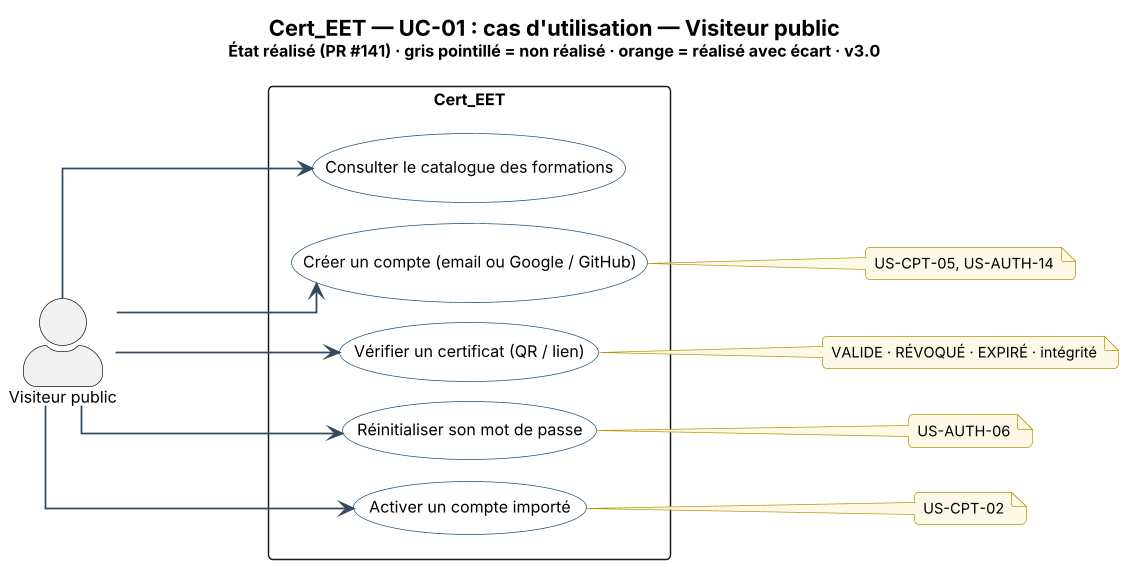 Cert_EET — UC-01 : cas d'utilisation — Visiteur public
État réalisé (PR #141) · gris pointillé = non réalisé · orange = réalisé avec écart · v3.0
Cert_EET
Consulter le catalogue des formations
Créer un compte (email ou Google / GitHub)
US-CPT-05, US-AUTH-14
Vérifier un certificat (QR / lien)
VALIDE · RÉVOQUÉ · EXPIRÉ · intégrité
Visiteur public
Réinitialiser son mot de passe
US-AUTH-06
Activer un compte importé
US-CPT-02